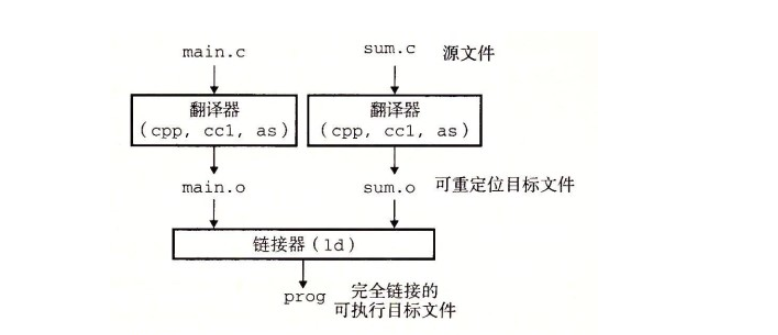 main.c sum.c 源文件
翻译器 翻译器
(cpp, cc1, as) (cpp, cc1, as)
main.o sum.o 可重定位目标文件
链接器(ld)
prog 完全链接的
可执行目标文件